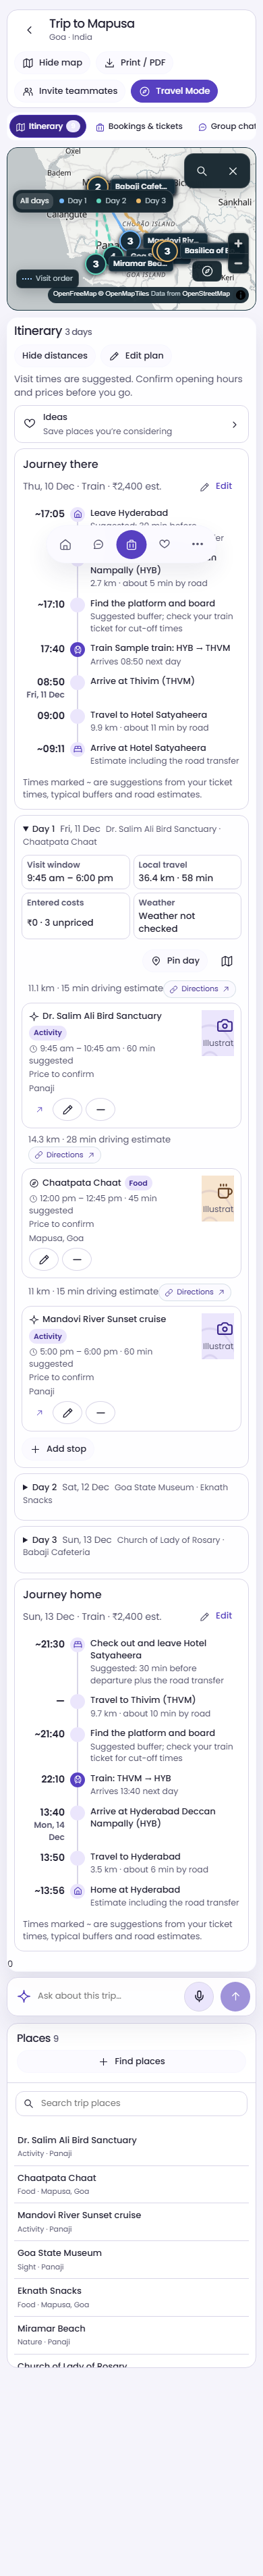 Trip to Mapusa
Goa · India
Hide map
Print / PDF
Invite teammates
Travel Mode
Itinerary
Bookings & tickets
Group chat
Oxel
Badem
Babaji Cafet...
Bic
2
All days
Day 1
Day 2
Day 3
Sankhali
Calangute
CHORÃO ISLAND
Pana
3
3
3
Basilica of B
Miramar Bea...
GOA ISLAND
Keri
Visit order
OpenFreeMap © OpenMapTiles Data from OpenStreetMap
Itinerary 3 days
Hide distances
Edit plan
Visit times are suggested. Confirm opening hours
and prices before you go.
Ideas
Save places you're considering
Journey there
Thu, 10 Dec · Train · ₹2,400 est.
Edit
~17:05
Leave Hyderabad
Nampally (HYB)
2.7 km · about 5 min by road
~17:10
Find the platform and board
Suggested buffer; check your train
ticket for cut-off times
17:40
Train Sample train: HYB → THVM
Arrives 08:50 next day
08:50
Fri, 11 Dec
Arrive at Thivim (THVM)
09:00
Travel to Hotel Satyaheera
9.9 km · about 11 min by road
~09:11
Arrive at Hotel Satyaheera
Estimate including the road transfer
Times marked ~ are suggestions from your ticket
times, typical buffers and road estimates.
▼ Day 1 Fri, 11 Dec Dr. Salim Ali Bird Sanctuary ·
Chaatpata Chaat
Visit window
9:45 am – 6:00 pm
Local travel
36.4 km · 58 min
Entered costs
₹0 · 3 unpriced
Weather
Weather not
checked
Pin day
11.1 km · 15 min driving estimate
Directions ↗
Dr. Salim Ali Bird Sanctuary
Activity
9:45 am – 10:45 am · 60 min
suggested
Price to confirm
Panaji
Illustrat
14.3 km · 28 min driving estimate
Directions ↗
Chaatpata Chaat
Food
12:00 pm – 12:45 pm · 45 min
suggested
Price to confirm
Mapusa, Goa
Illustrat
11 km · 15 min driving estimate
Directions ↗
Mandovi River Sunset cruise
Activity
5:00 pm – 6:00 pm · 60 min
suggested
Price to confirm
Panaji
Illustrat
Add stop
▶ Day 2 Sat, 12 Dec Goa State Museum · Eknath
Snacks
▶ Day 3 Sun, 13 Dec Church of Lady of Rosary ·
Babaji Cafeteria
Journey home
Sun, 13 Dec · Train · ₹2,400 est.
Edit
~21:30
Check out and leave Hotel
Satyaheera
Suggested: 30 min before
departure plus the road transfer
—
Travel to Thivim (THVM)
9.7 km · about 10 min by road
~21:40
Find the platform and board
Suggested buffer; check your train
ticket for cut-off times
22:10
Train: THVM → HYB
Arrives 13:40 next day
13:40
Mon, 14
Dec
Arrive at Hyderabad Deccan
Nampally (HYB)
13:50
Travel to Hyderabad
3.5 km · about 6 min by road
~13:56
Home at Hyderabad
Estimate including the road transfer
Times marked ~ are suggestions from your ticket
times, typical buffers and road estimates.
0
Ask about this trip...
Places 9
Find places
Search trip places
Dr. Salim Ali Bird Sanctuary
Activity · Panaji
Chaatpata Chaat
Food · Mapusa, Goa
Mandovi River Sunset cruise
Activity · Panaji
Goa State Museum
Sight · Panaji
Eknath Snacks
Food · Mapusa, Goa
Miramar Beach
Nature · Panaji
Church of Lady of Rosary